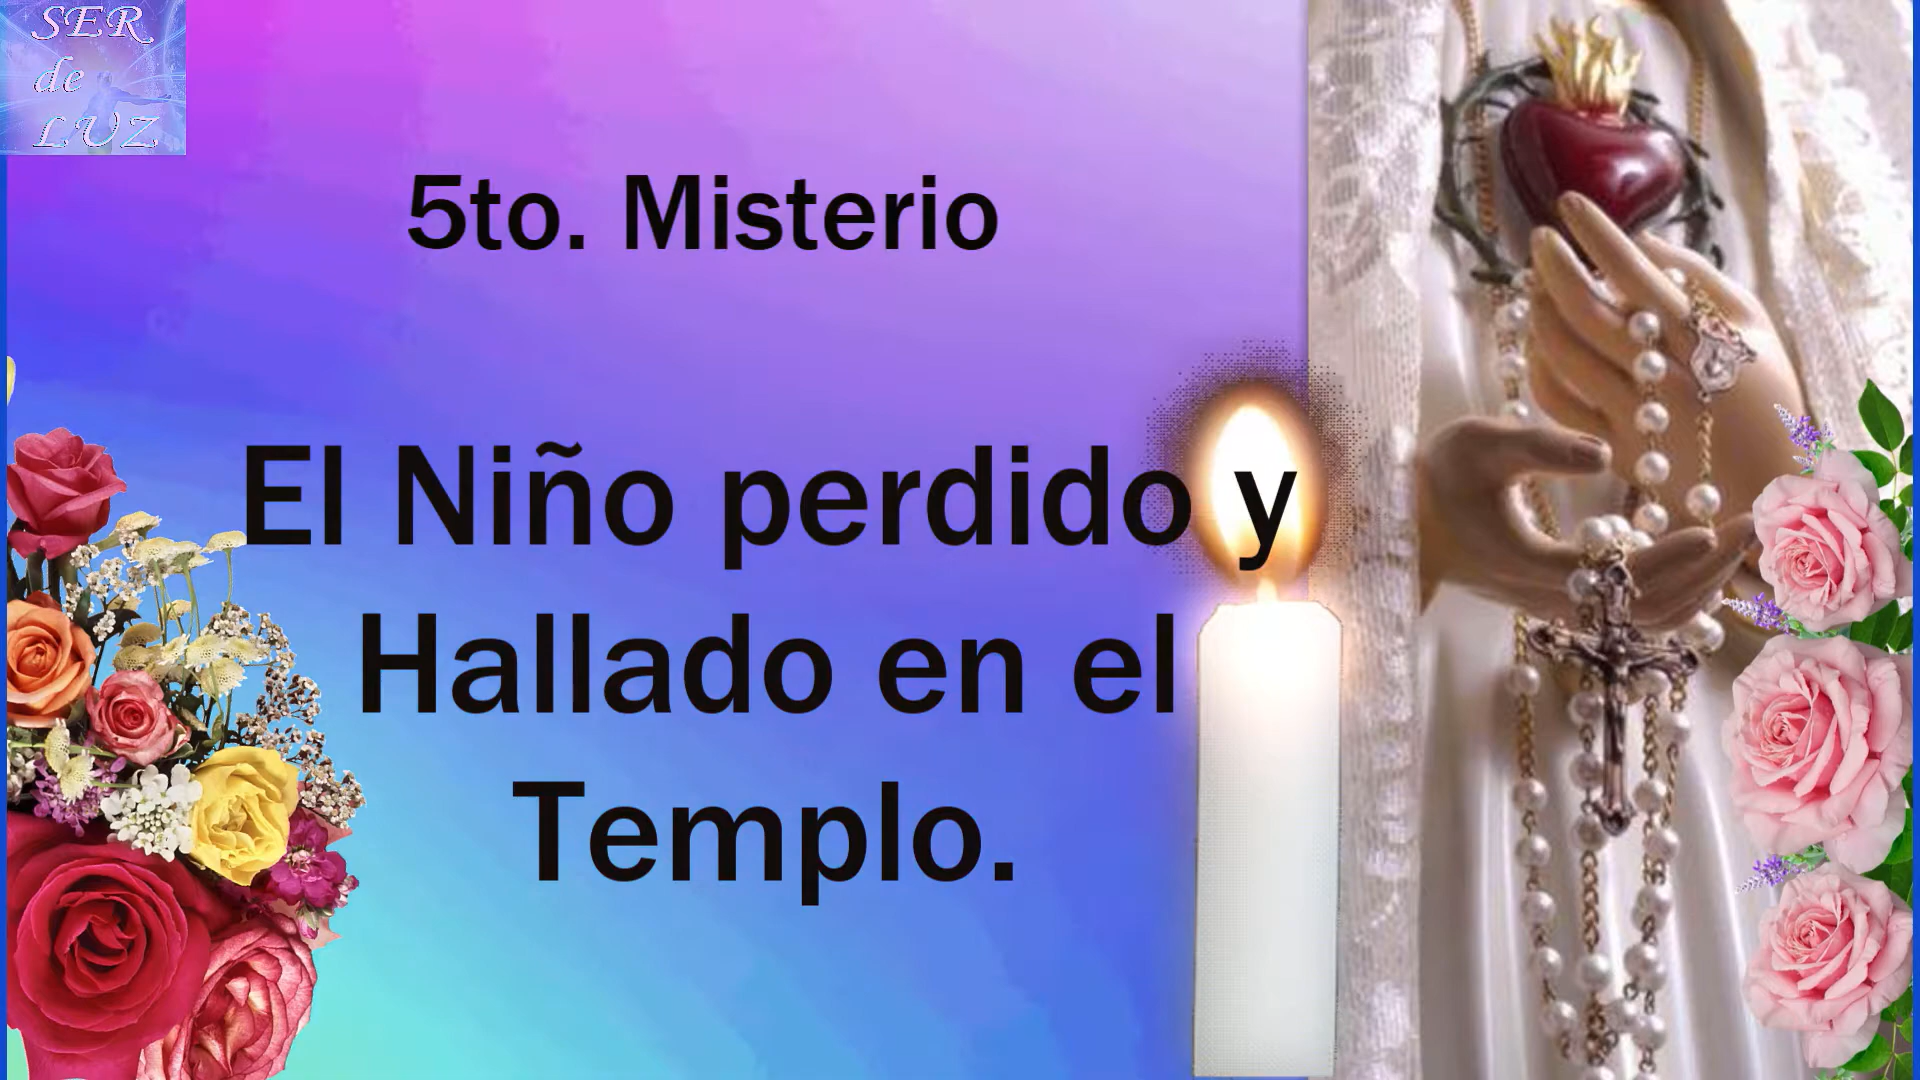 SER
de
LUZ
5to. Misterio
El Niño perdido y
Hallado en el
Templo.